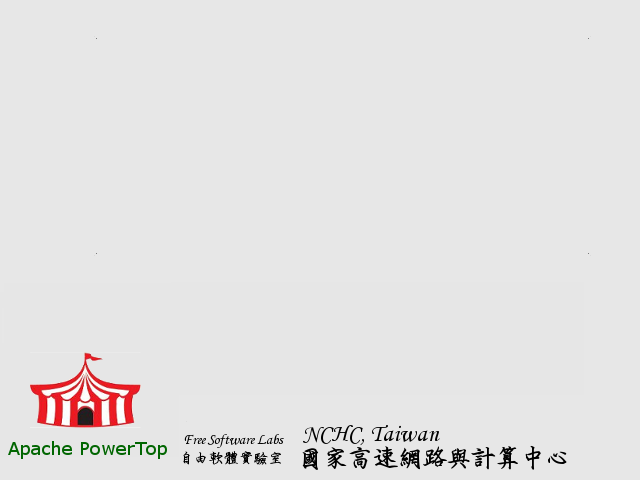 Apache PowerTop
Free Software Labs
自由軟體實驗室
NCHC, Taiwan
國家高速網路與計算中心